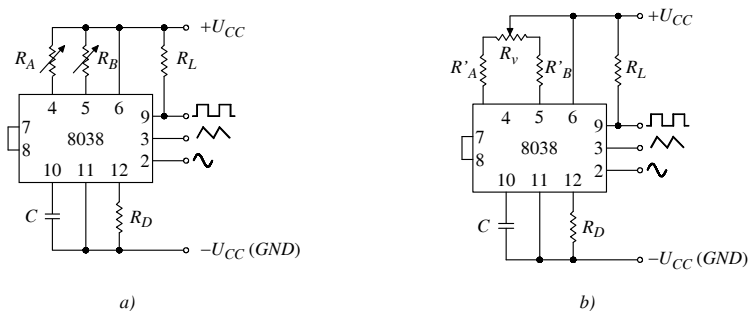 +U_CC
R_A
R_B
R_L
4
5
6
7
8
8038
9
3
2
10
11
12
C
R_D
−U_CC (GND)
a)
+U_CC
R_v
R'_A
R'_B
R_L
4
5
6
7
8
8038
9
3
2
10
11
12
C
R_D
−U_CC (GND)
b)